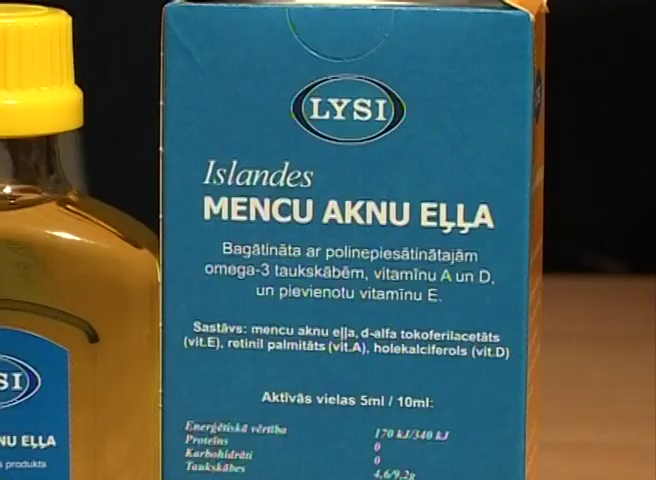 LYSI
Islandes
MENCU AKNU EĻĻA
Bagātināta ar polinepiesātinātajām
omega-3 taukskābēm, vitamīnu A un D,
un pievienotu vitamīnu E.
Sastāvs: mencu aknu eļļa, d-alfa tokoferilacetāts
(vit.E), retinil palmitāts (vit.A), holekalciferols (vit.D)
Aktīvās vielas 5ml / 10ml:
Enerģētiskā vērtība 170 kJ/340 kJ
Proteīns 0
Karbohidrāti 0
Taukskābes 4,6/9,2g
SI
NU EĻĻA
s produkts